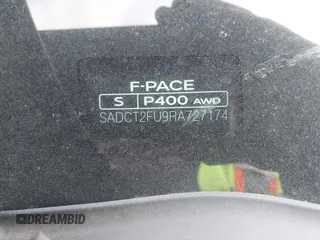 F-PACE
S P400 AWD
SADCT2FU9RA727174
DREAMBID